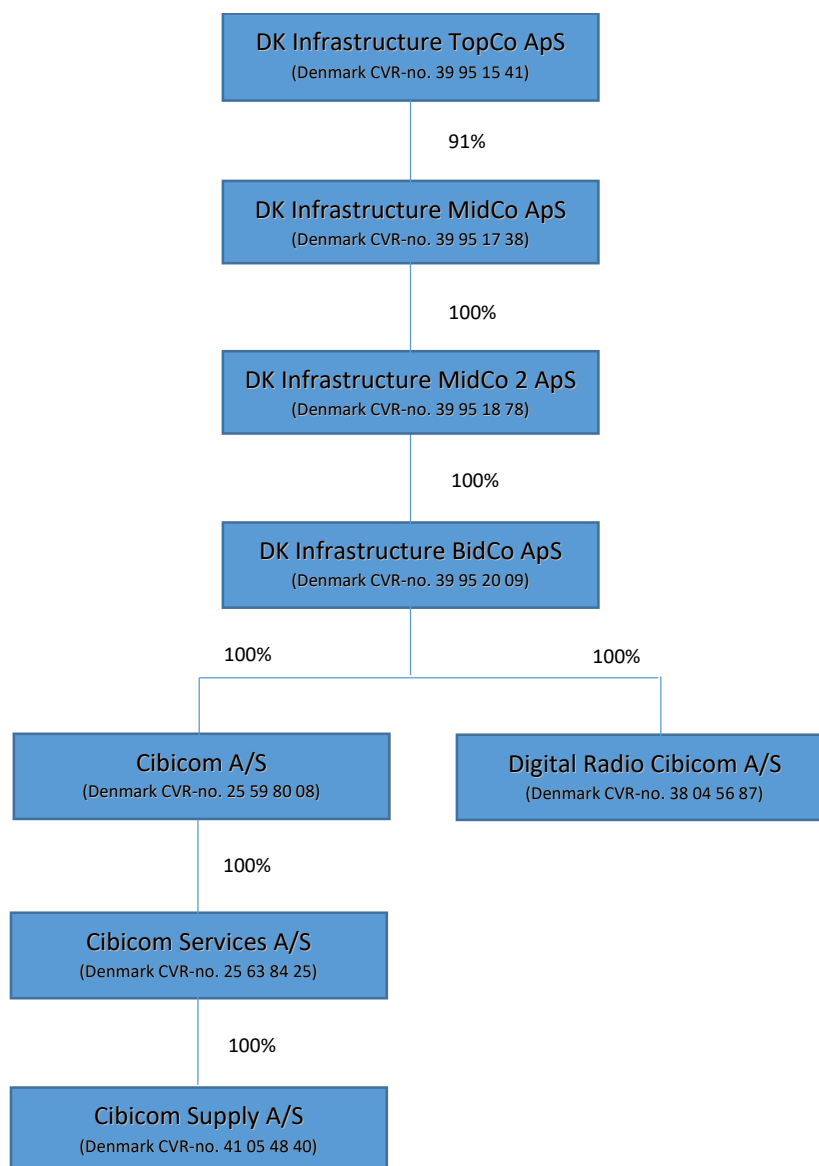 DK Infrastructure TopCo ApS
(Denmark CVR-no. 39 95 15 41)
91%
DK Infrastructure MidCo ApS
(Denmark CVR-no. 39 95 17 38)
100%
DK Infrastructure MidCo 2 ApS
(Denmark CVR-no. 39 95 18 78)
100%
DK Infrastructure BidCo ApS
(Denmark CVR-no. 39 95 20 09)
100%
100%
Cibicom A/S
(Denmark CVR-no. 25 59 80 08)
Digital Radio Cibicom A/S
(Denmark CVR-no. 38 04 56 87)
100%
Cibicom Services A/S
(Denmark CVR-no. 25 63 84 25)
100%
Cibicom Supply A/S
(Denmark CVR-no. 41 05 48 40)